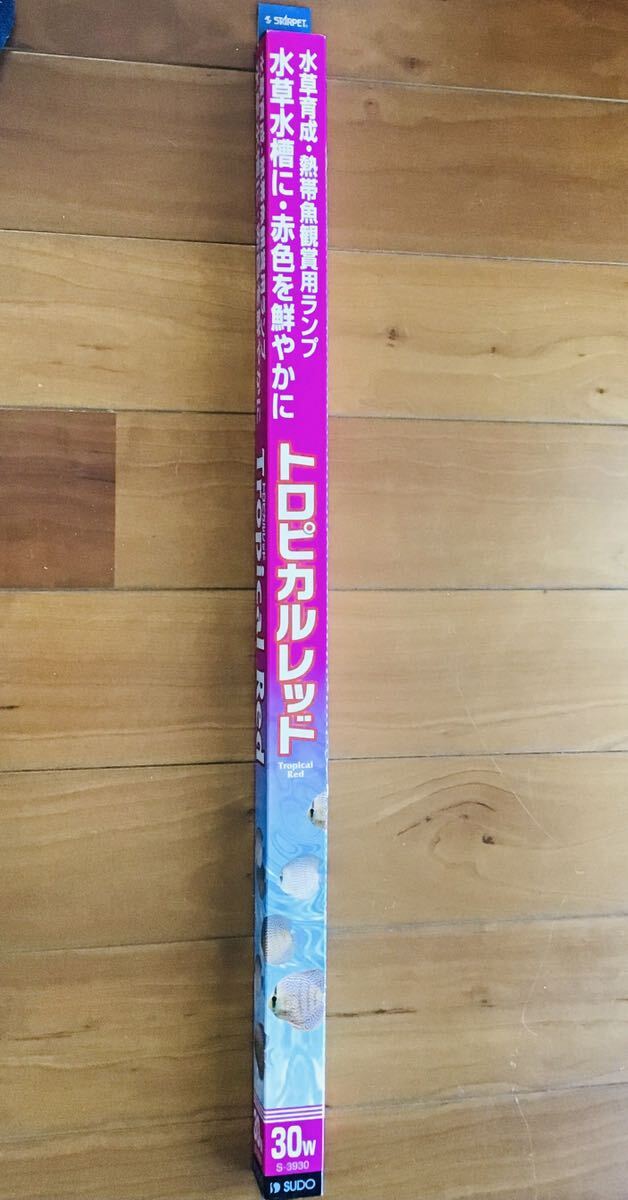 STARPET
水草育成・熱帯魚観賞用ランプ
水草水槽に・赤色を鮮やかに
トロピカルレッド
Tropical
Red
Tropical Red
30W
S-3930
SUDO